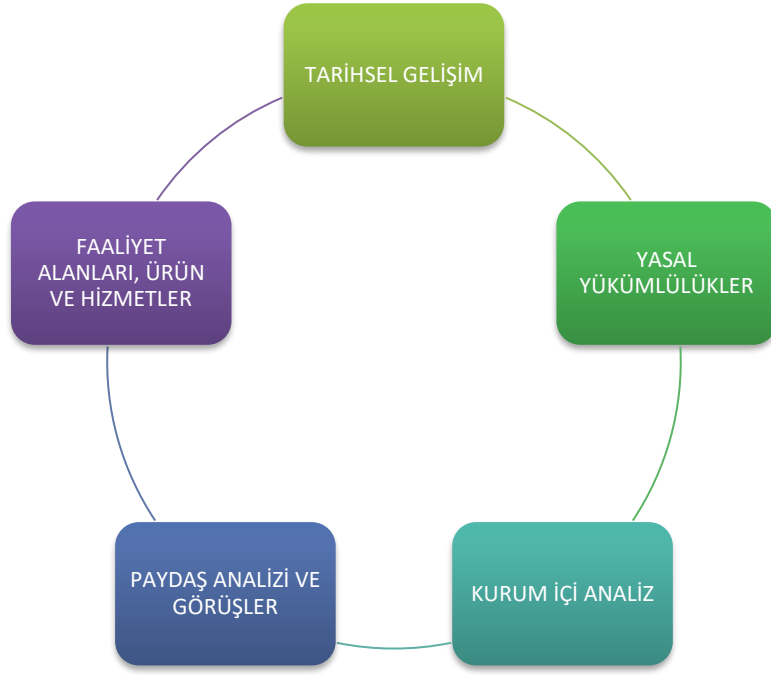 TARİHSEL GELİŞİM
YASAL
YÜKÜMLÜLÜKLER
KURUM İÇİ ANALİZ
PAYDAŞ ANALİZİ VE
GÖRÜŞLER
FAALİYET
ALANLARI, ÜRÜN
VE HİZMETLER